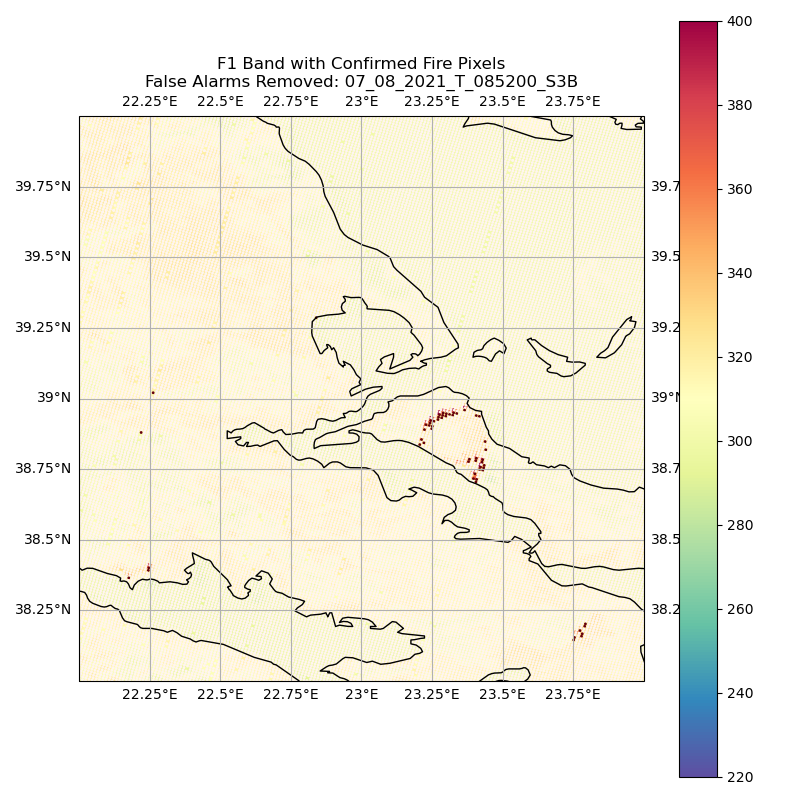 F1 Band with Confirmed Fire Pixels
False Alarms Removed: 07_08_2021_T_085200_S3B
22.25°E 22.5°E 22.75°E 23°E 23.25°E 23.5°E 23.75°E
39.75°N 39.7
39.5°N 39.5
39.25°N 39.2
39°N 39°N
38.75°N 38.7
38.5°N 38.5
38.25°N 38.2
22.25°E 22.5°E 22.75°E 23°E 23.25°E 23.5°E 23.75°E
400
380
360
340
320
300
280
260
240
220